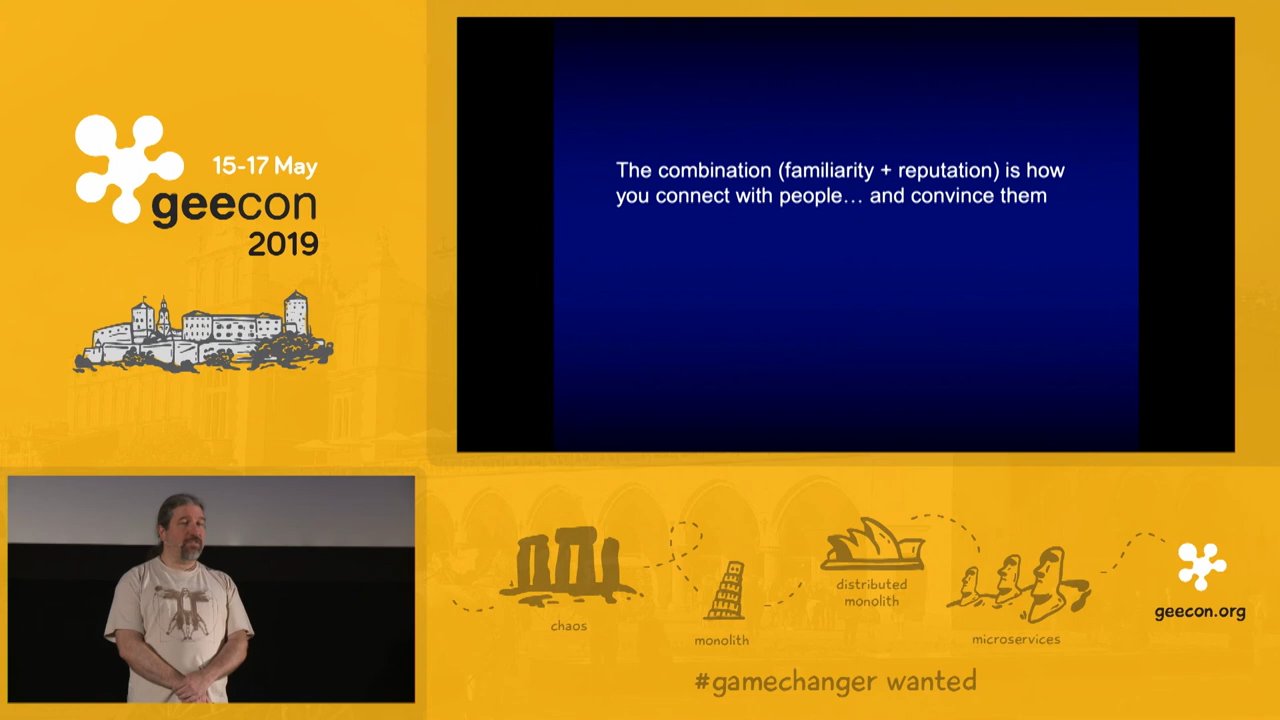 15-17 May
geecon
2019
The combination (familiarity + reputation) is how
you connect with people… and convince them
chaos
monolith
distributed
monolith
microservices
geecon.org
#gamechanger wanted